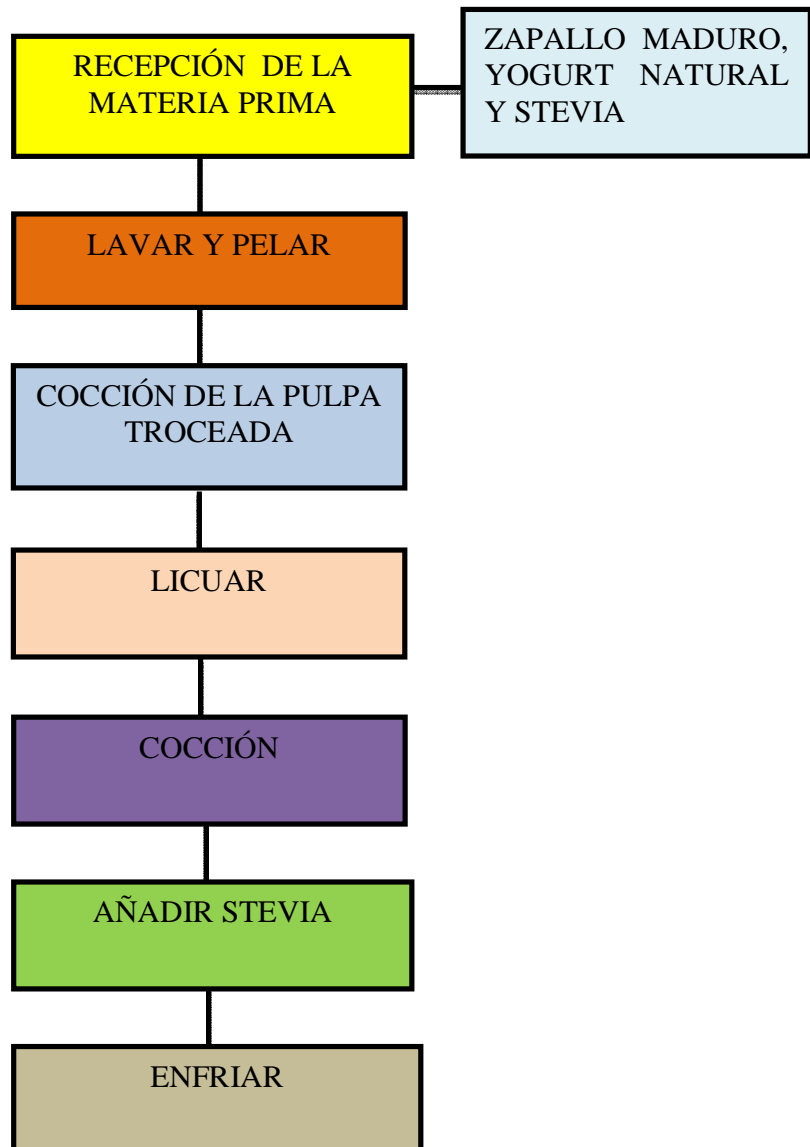 RECEPCIÓN DE LA
MATERIA PRIMA
ZAPALLO MADURO,
YOGURT NATURAL
Y STEVIA
LAVAR Y PELAR
COCCIÓN DE LA PULPA
TROCEADA
LICUAR
COCCIÓN
AÑADIR STEVIA
ENFRIAR